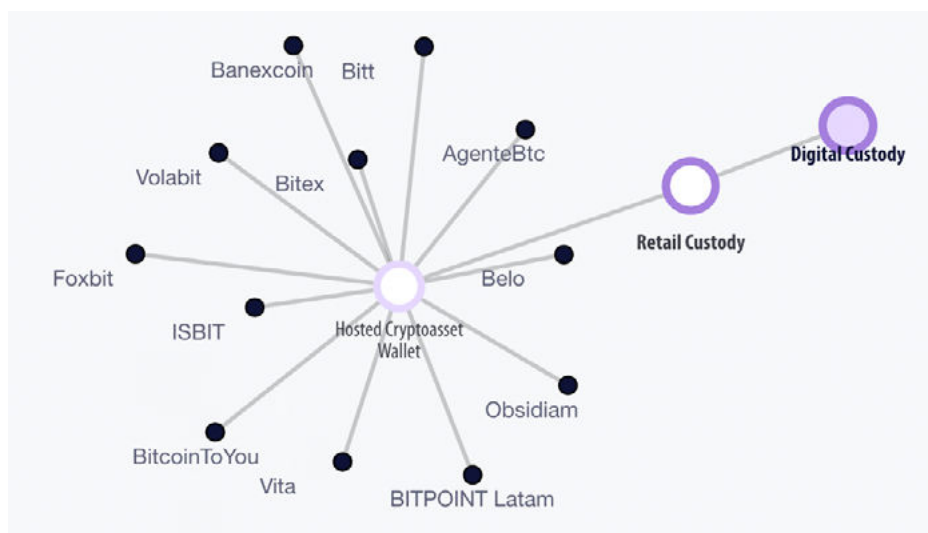 Banexcoin
Bitt
AgenteBtc
Digital Custody
Volabit
Bitex
Retail Custody
Foxbit
Belo
ISBIT
Hosted Cryptoasset
Wallet
Obsidiam
BitcoinToYou
Vita
BITPOINT Latam